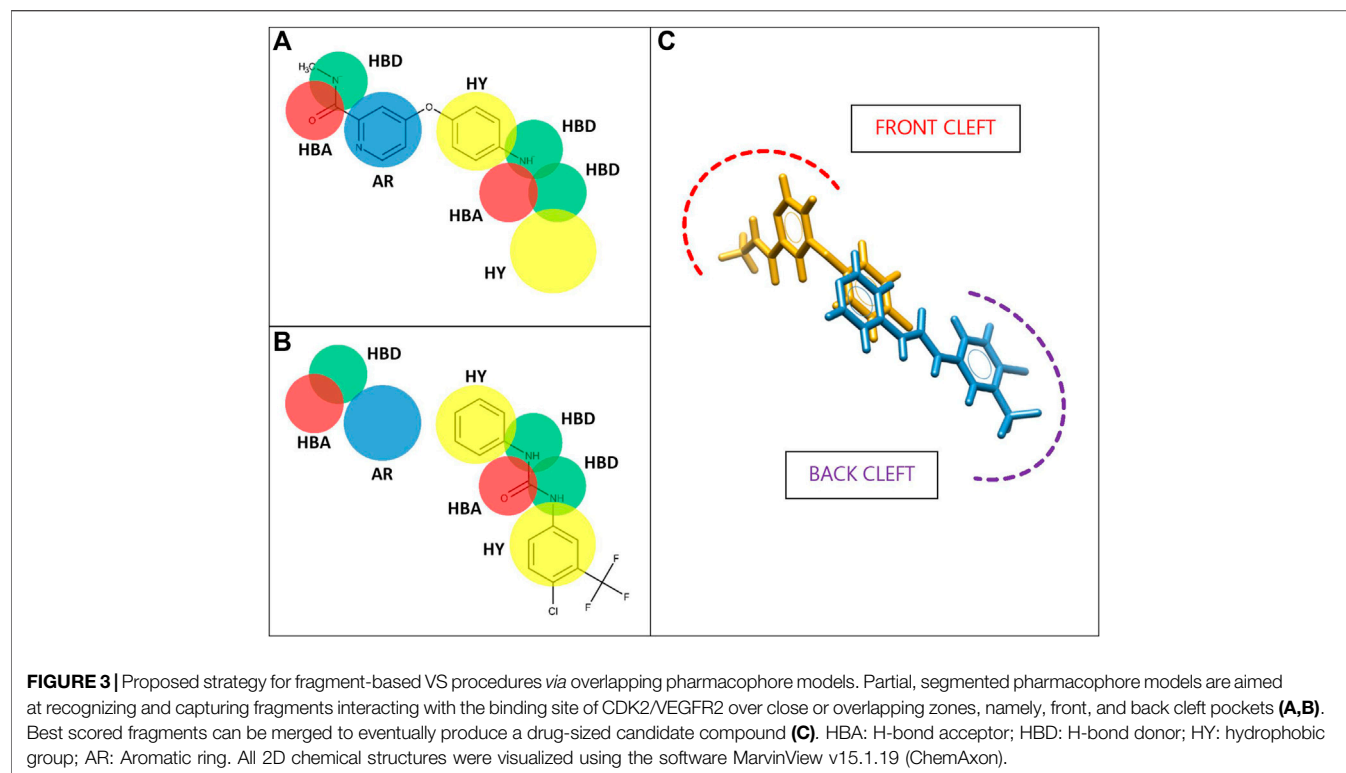 A
HBD
H₃C
N
O
HBA
N
AR
O
HY
HBD
NH
HBD
HBA
HY
B
HBD
HBA
AR
HY
HBD
NH
O
HBA
HBD
NH
HY
F
F
F
Cl
C
FRONT CLEFT
BACK CLEFT
FIGURE 3 | Proposed strategy for fragment-based VS procedures via overlapping pharmacophore models. Partial, segmented pharmacophore models are aimed
at recognizing and capturing fragments interacting with the binding site of CDK2/VEGFR2 over close or overlapping zones, namely, front, and back cleft pockets (A,B).
Best scored fragments can be merged to eventually produce a drug-sized candidate compound (C). HBA: H-bond acceptor; HBD: H-bond donor; HY: hydrophobic
group; AR: Aromatic ring. All 2D chemical structures were visualized using the software MarvinView v15.1.19 (ChemAxon).